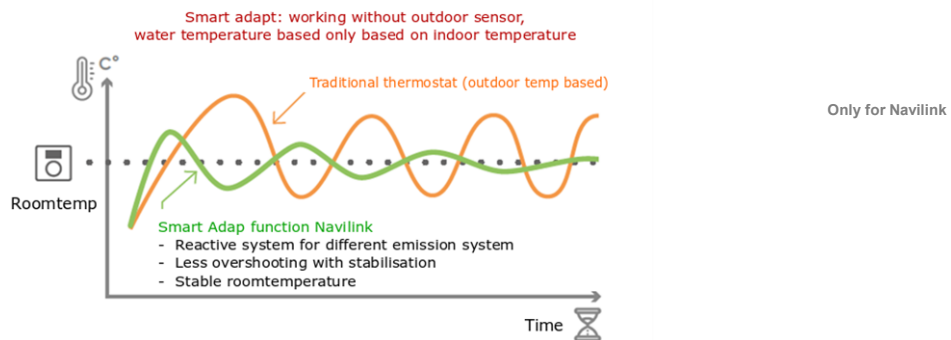 Smart adapt: working without outdoor sensor,
water temperature based only based on indoor temperature
C°
Traditional thermostat (outdoor temp based)
Only for Navilink
Roomtemp
Smart Adap function Navilink
- Reactive system for different emission system
- Less overshooting with stabilisation
- Stable roomtemperature
Time